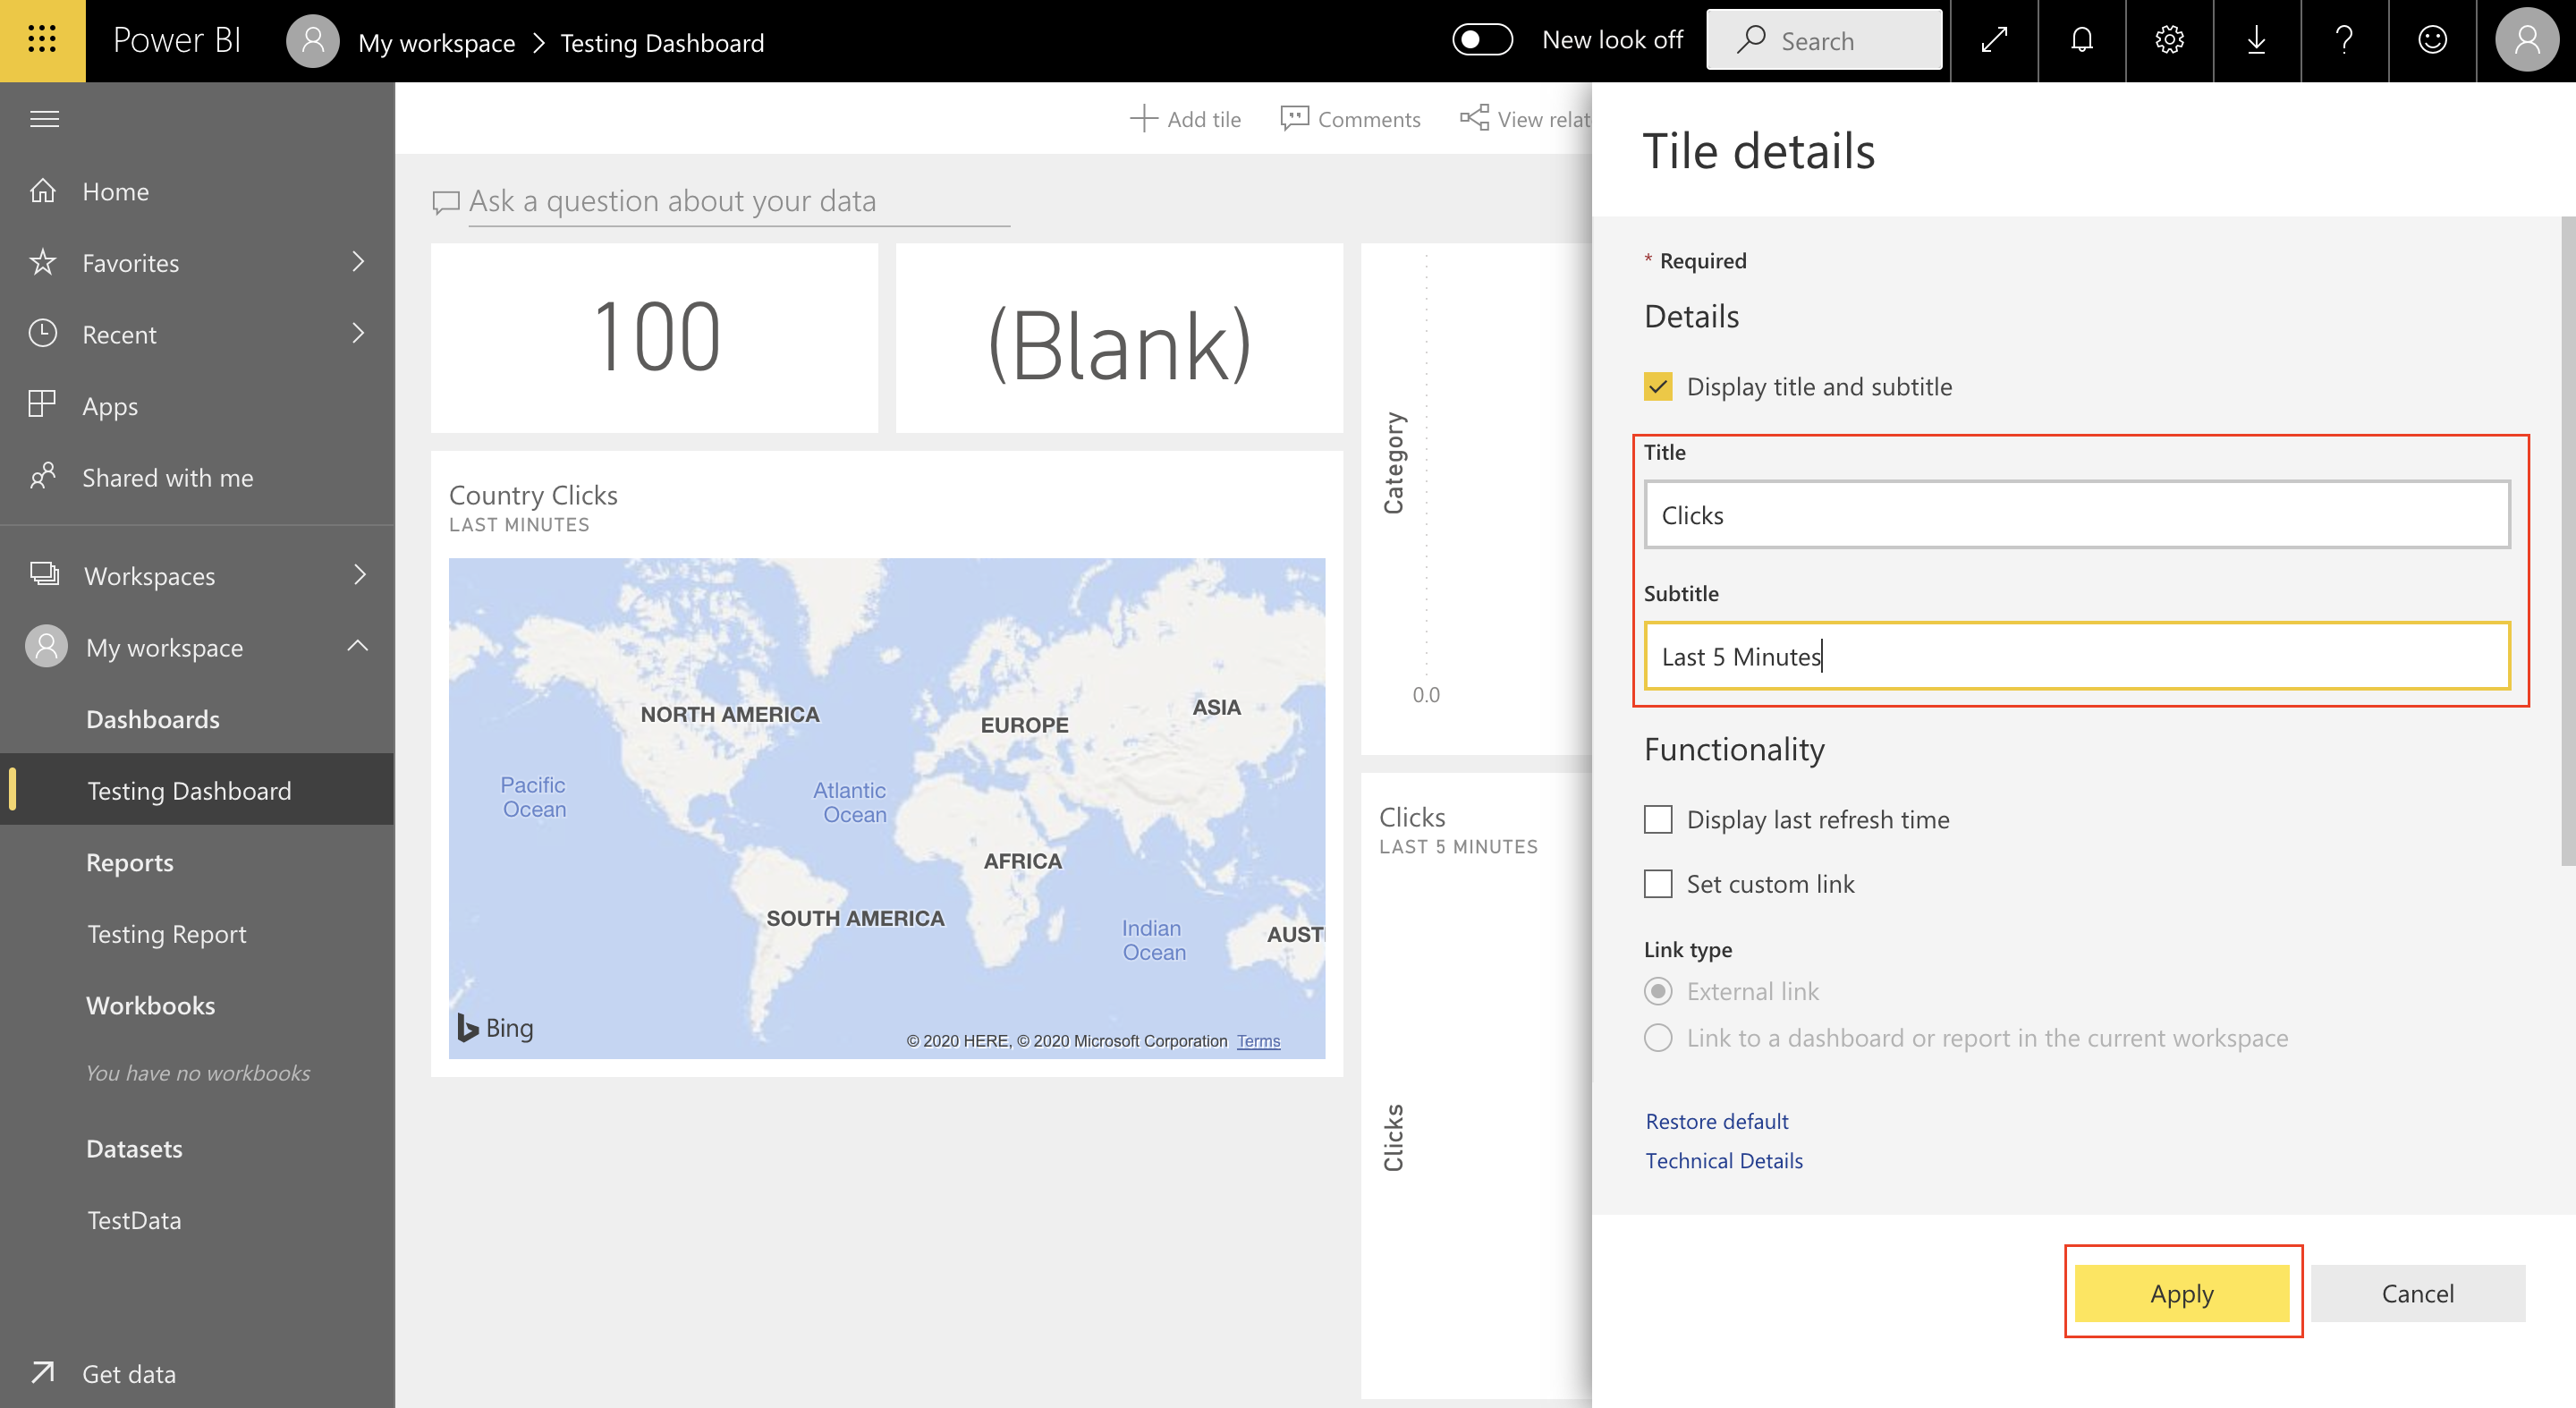 Power BI
My workspace > Testing Dashboard
New look off
Search
Home
Favorites
Recent
Apps
Shared with me
Workspaces
My workspace
Dashboards
Testing Dashboard
Reports
Testing Report
Workbooks
You have no workbooks
Datasets
TestData
Get data
Add tile
Comments
View relat
Ask a question about your data
100
(Blank)
Country Clicks
LAST MINUTES
NORTH AMERICA
EUROPE
ASIA
Pacific
Ocean
Atlantic
Ocean
AFRICA
SOUTH AMERICA
Indian
Ocean
AUST
Bing
© 2020 HERE, © 2020 Microsoft Corporation Terms
Category
0.0
Clicks
LAST 5 MINUTES
Clicks
Tile details
* Required
Details
Display title and subtitle
Title
Clicks
Subtitle
Last 5 Minutes
Functionality
Display last refresh time
Set custom link
Link type
External link
Link to a dashboard or report in the current workspace
Restore default
Technical Details
Apply
Cancel